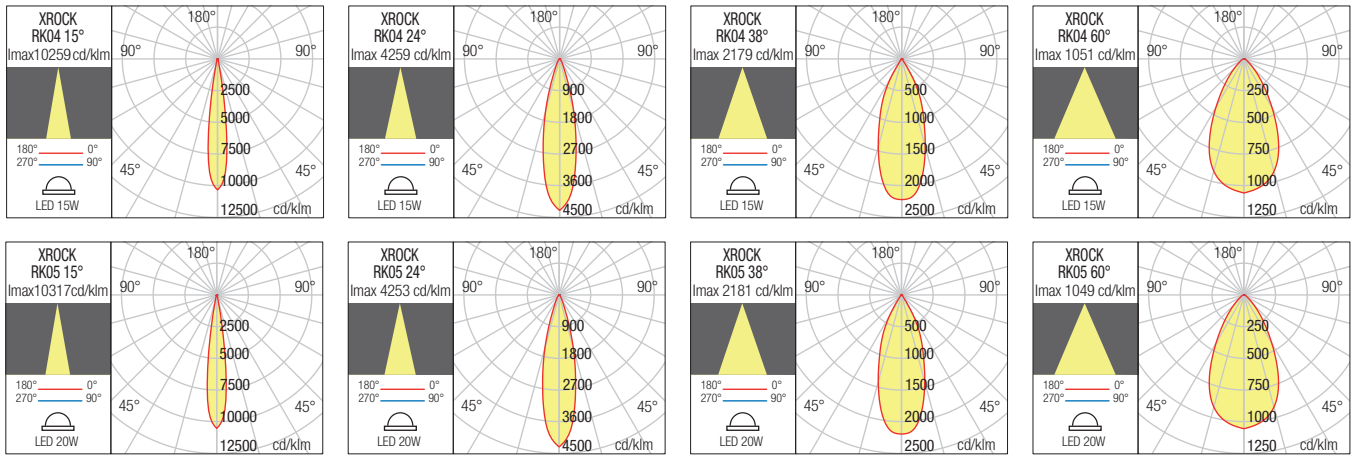 XROCK
RK04 15°
Imax10259cd/klm
180° 0°
270° 90°
LED 15W
180°
90° 90°
2500
5000
7500
45° 45°
10000
12500 cd/klm
XROCK
RK04 24°
Imax 4259 cd/klm
180° 0°
270° 90°
LED 15W
180°
90° 90°
900
1800
2700
45° 45°
3600
4500 cd/klm
XROCK
RK04 38°
Imax 2179 cd/klm
180° 0°
270° 90°
LED 15W
180°
90° 90°
500
1000
1500
45° 45°
2000
2500 cd/klm
XROCK
RK04 60°
Imax 1051 cd/klm
180° 0°
270° 90°
LED 15W
180°
90° 90°
250
500
750
45° 45°
1000
1250 cd/klm
XROCK
RK05 15°
Imax10317cd/klm
180° 0°
270° 90°
LED 20W
180°
90° 90°
2500
5000
7500
45° 45°
10000
12500 cd/klm
XROCK
RK05 24°
Imax 4253 cd/klm
180° 0°
270° 90°
LED 20W
180°
90° 90°
900
1800
2700
45° 45°
3600
4500 cd/klm
XROCK
RK05 38°
Imax 2181 cd/klm
180° 0°
270° 90°
LED 20W
180°
90° 90°
500
1000
1500
45° 45°
2000
2500 cd/klm
XROCK
RK05 60°
Imax 1049 cd/klm
180° 0°
270° 90°
LED 20W
180°
90° 90°
250
500
750
45° 45°
1000
1250 cd/klm